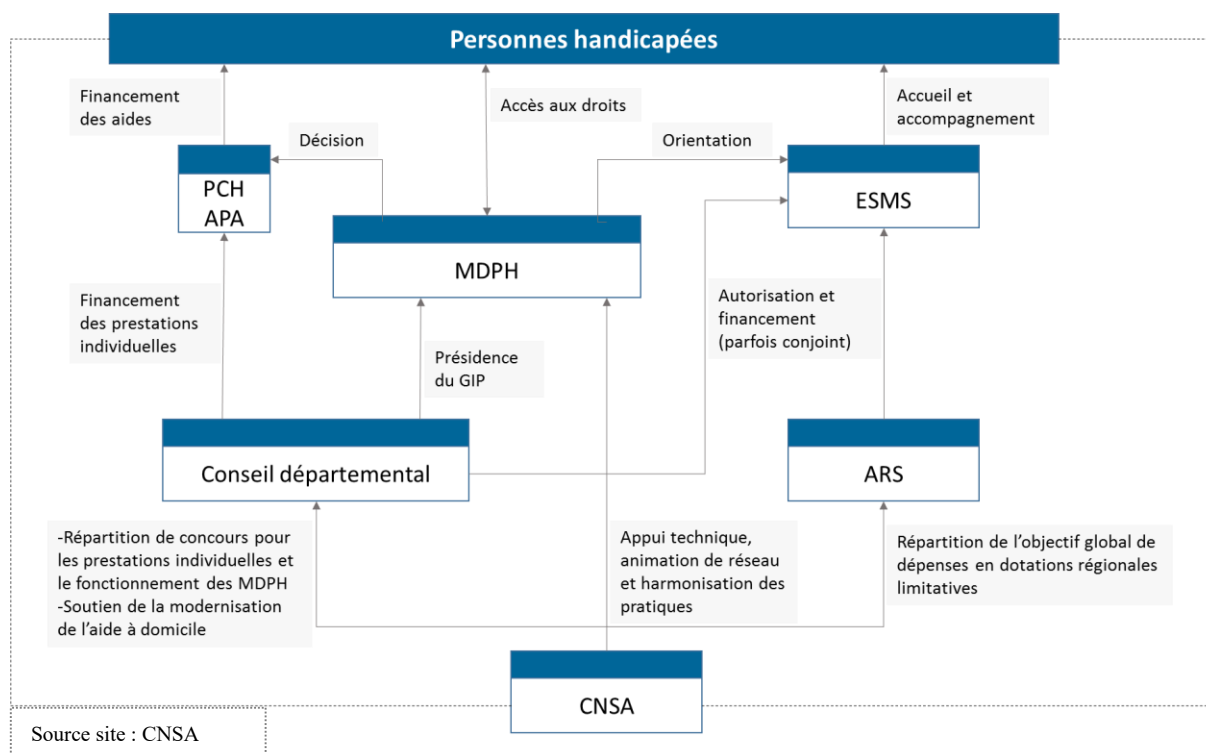 Personnes handicapées
Financement
des aides
Accès aux droits
Accueil et
accompagnement
Décision
Orientation
PCH
APA
ESMS
MDPH
Financement
des prestations
individuelles
Autorisation et
financement
(parfois conjoint)
Présidence
du GIP
Conseil départemental
ARS
-Répartition de concours pour
les prestations individuelles et
le fonctionnement des MDPH
-Soutien de la modernisation
de l’aide à domicile
Appui technique,
animation de réseau
et harmonisation des
pratiques
Répartition de l’objectif global de
dépenses en dotations régionales
limitatives
CNSA
Source site : CNSA